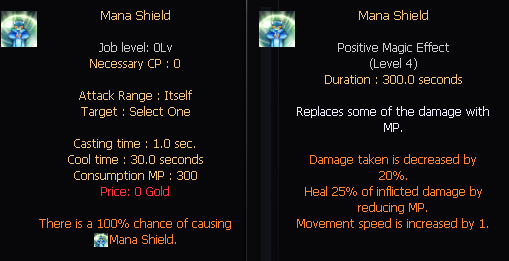 Mana Shield
Job level: 0Lv
Necessary CP : 0
Attack Range : Itself
Target : Select One
Casting time : 1.0 sec.
Cool time : 30.0 seconds
Consumption MP : 300
Price: 0 Gold
There is a 100% chance of causing
Mana Shield.
Mana Shield
Positive Magic Effect
(Level 4)
Duration : 300.0 seconds
Replaces some of the damage with
MP.
Damage taken is decreased by
20%.
Heal 25% of inflicted damage by
reducing MP.
Movement speed is increased by 1.